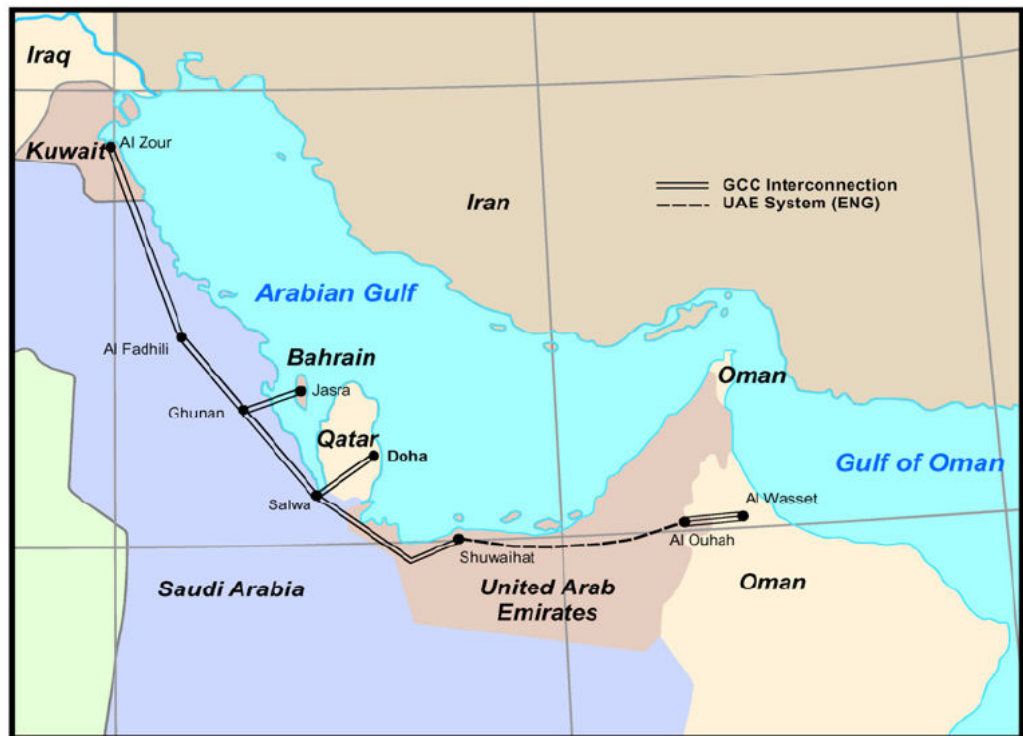 Iraq
Kuwait
Al Zour
Iran
GCC Interconnection
UAE System (ENG)
Arabian Gulf
Al Fadhili
Bahrain
Jasra
Ghunan
Qatar
Doha
Salwa
Oman
Gulf of Oman
Al Wasset
Al Ouhah
Shuwaihat
Saudi Arabia
United Arab
Emirates
Oman